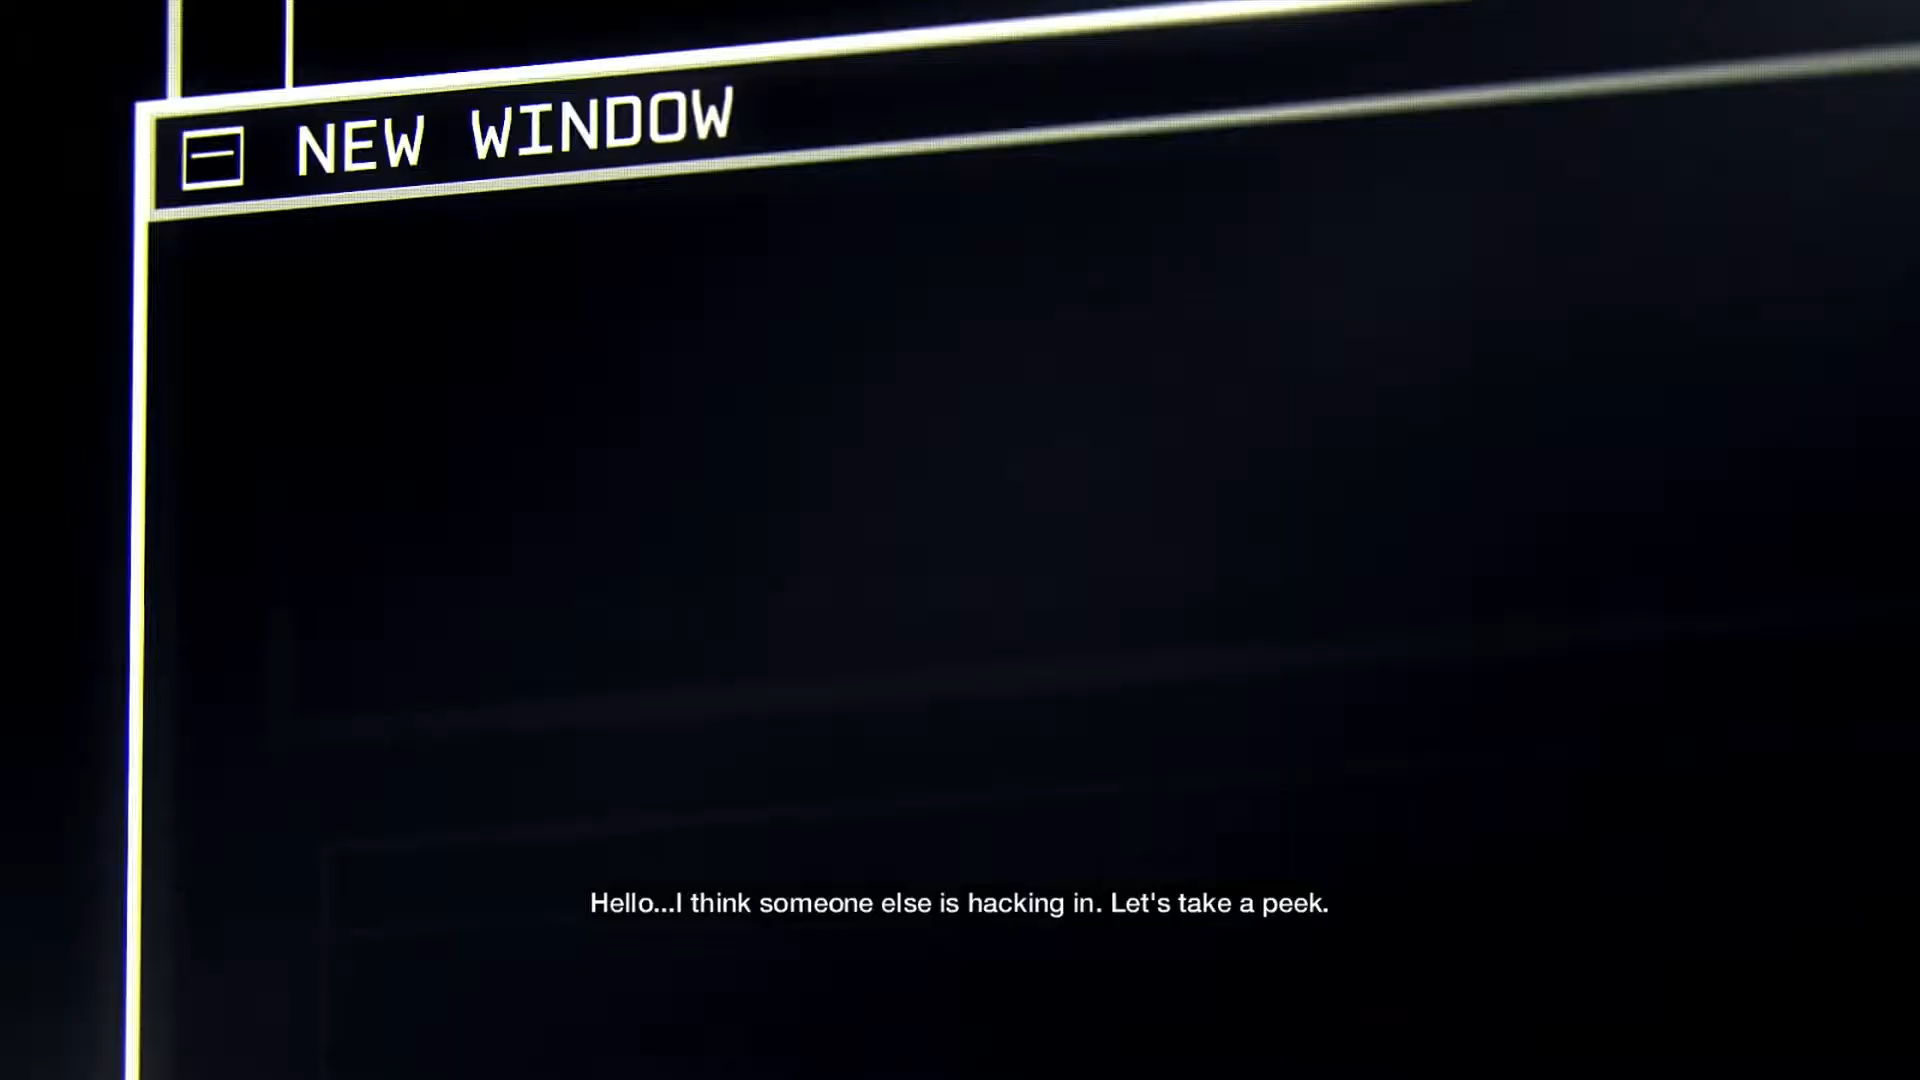 NEW WINDOW
Hello...I think someone else is hacking in. Let's take a peek.